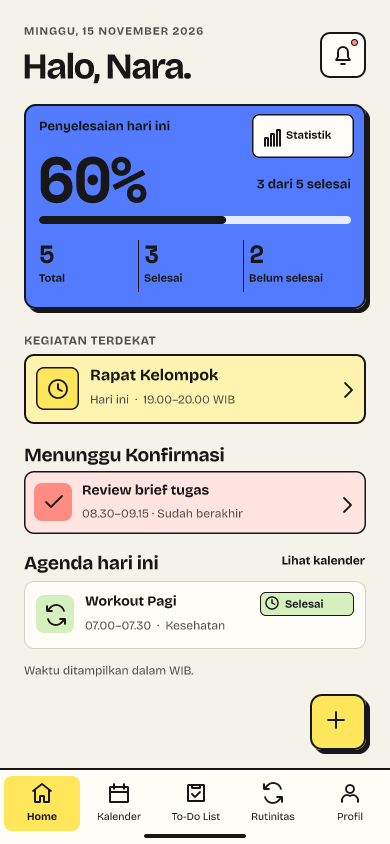 MINGGU, 15 NOVEMBER 2026
Halo, Nara.
Penyelesaian hari ini
Statistik
60%
3 dari 5 selesai
5
Total
3
Selesai
2
Belum selesai
KEGIATAN TERDEKAT
Rapat Kelompok
Hari ini · 19.00–20.00 WIB
Menunggu Konfirmasi
Review brief tugas
08.30–09.15 · Sudah berakhir
Agenda hari ini
Lihat kalender
Workout Pagi
Selesai
07.00–07.30 · Kesehatan
Waktu ditampilkan dalam WIB.
Home
Kalender
To-Do List
Rutinitas
Profil